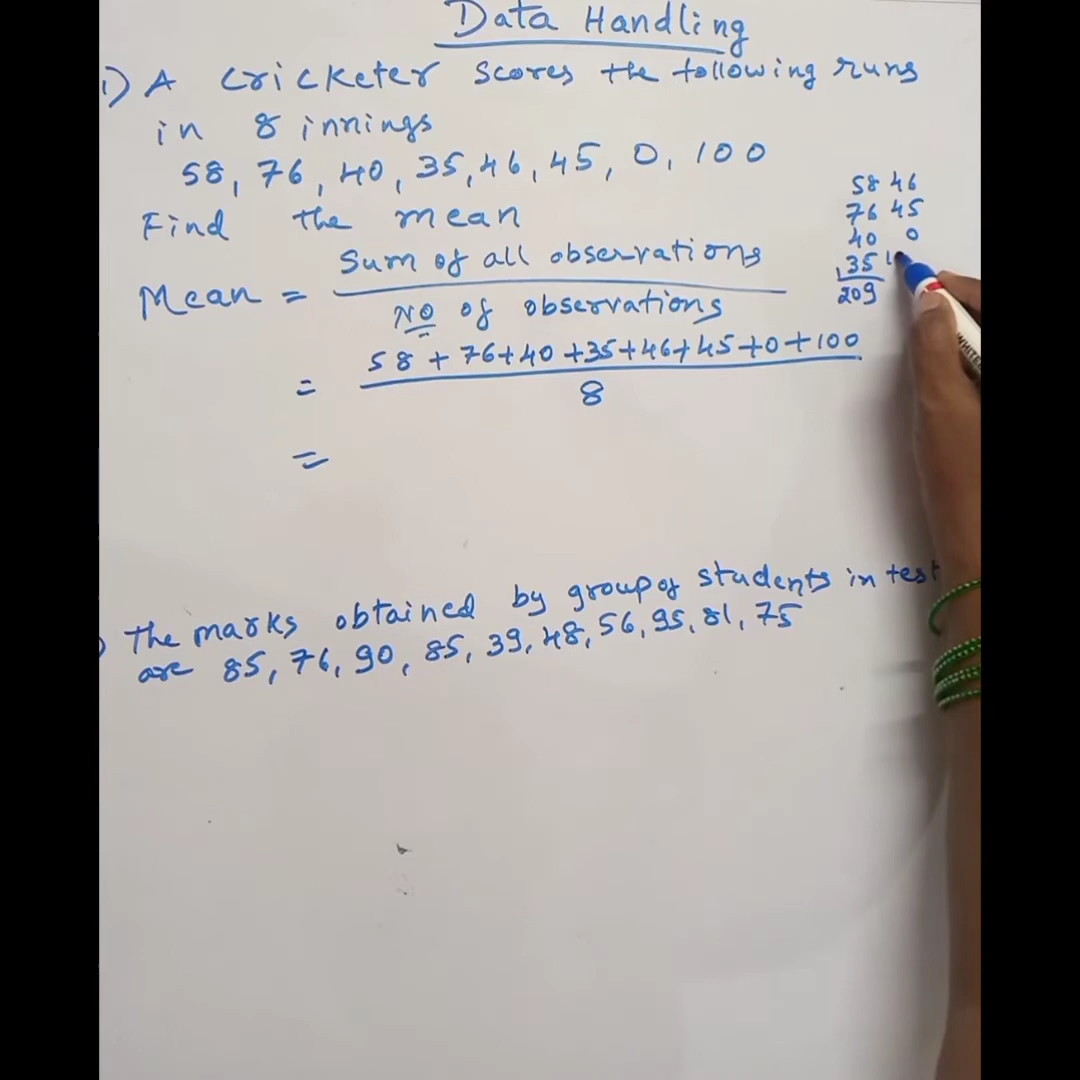 Data Handling
1) A cricketer scores the following runs
in 8 innings
58, 76, 40, 35, 46, 45, 0, 100
Find the mean
58 46
76 45
40 0
35 1
1
209
Mean = Sum of all observations
NO of observations
= 58 + 76 + 40 + 35 + 46 + 45 + 0 + 100
8
=
) The marks obtained by group of students in test
are 85, 76, 90, 85, 39, 48, 56, 95, 81, 75